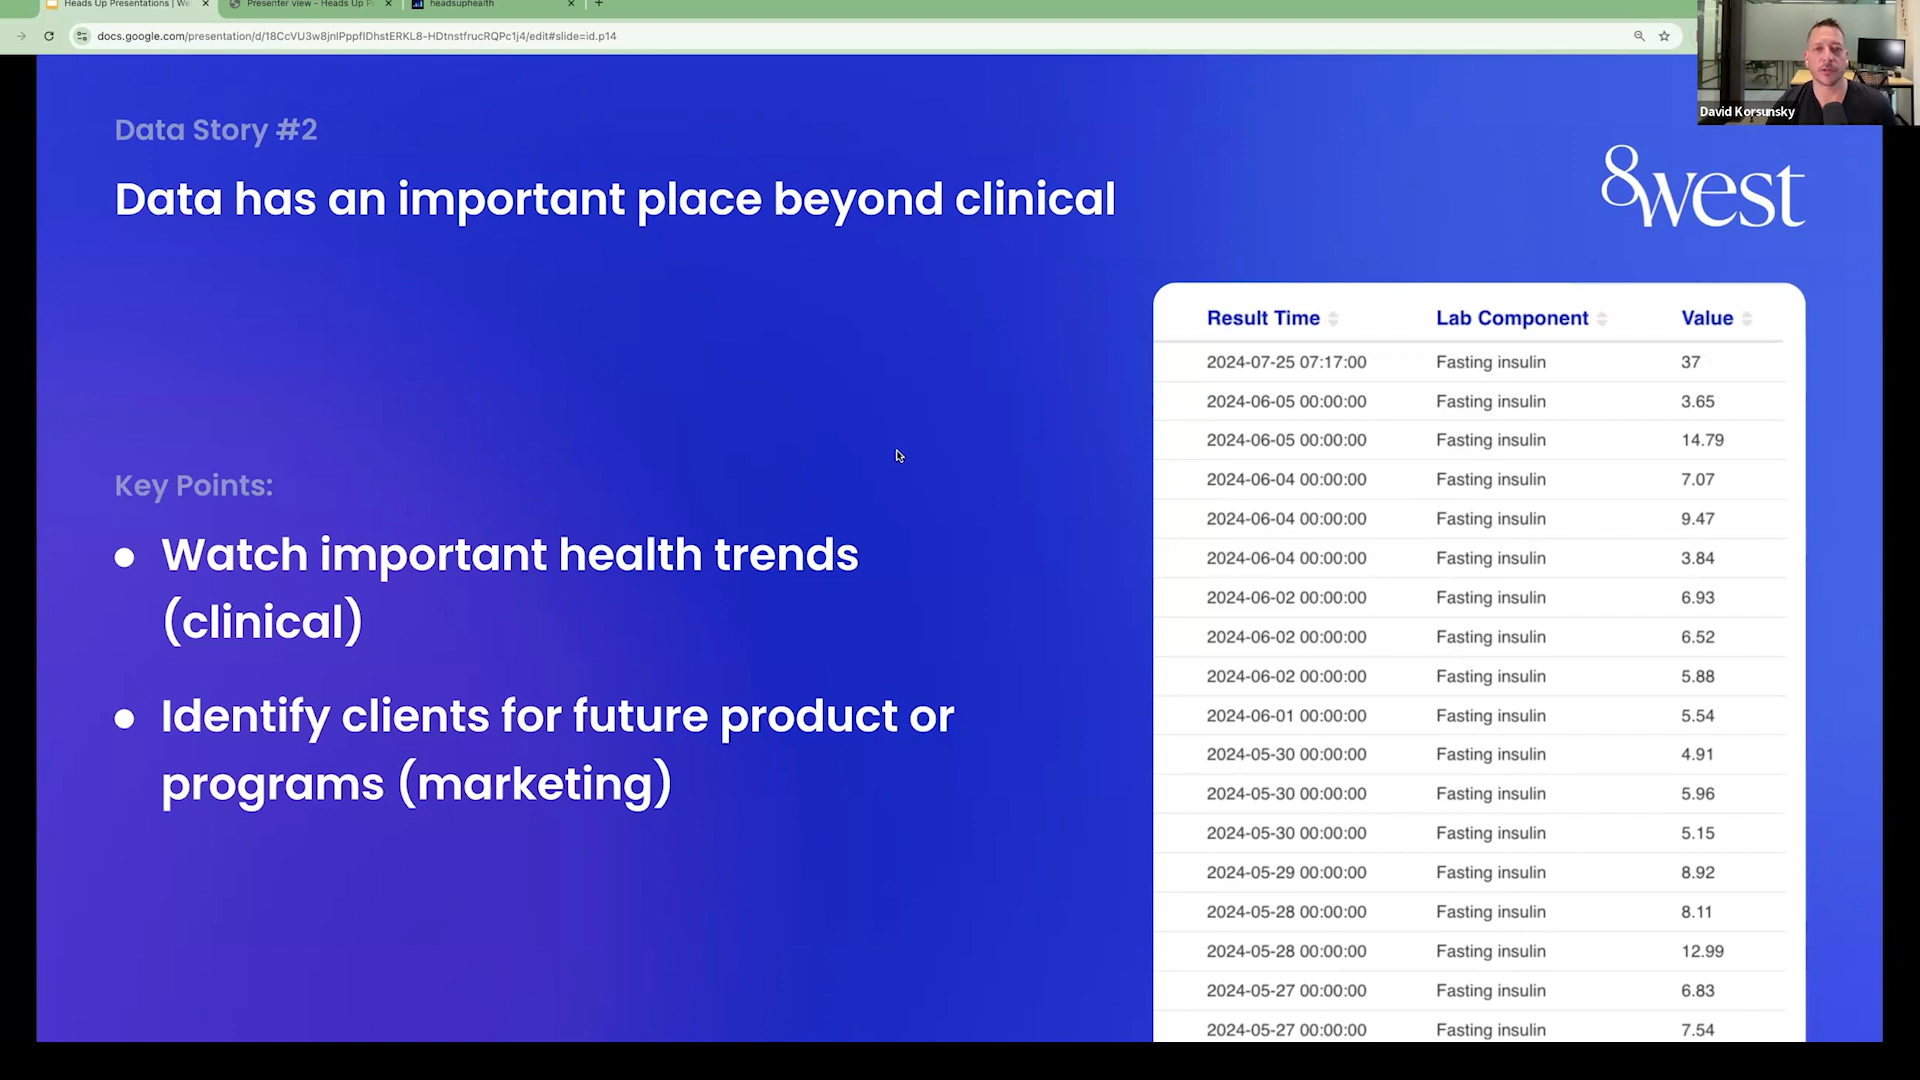 Heads Up Presentations | We
Presenter view - Heads Up P
headsuphealth
docs.google.com/presentation/d/18CcVU3w8jnIPppfIDhstERKL8-HDtnstfrucRQPc1j4/edit#slide=id.p14
David Korsunsky
Data Story #2
Data has an important place beyond clinical
8west
Key Points:
● Watch important health trends
(clinical)
● Identify clients for future product or
programs (marketing)
Result Time Lab Component Value
2024-07-25 07:17:00 Fasting insulin 37
2024-06-05 00:00:00 Fasting insulin 3.65
2024-06-05 00:00:00 Fasting insulin 14.79
2024-06-04 00:00:00 Fasting insulin 7.07
2024-06-04 00:00:00 Fasting insulin 9.47
2024-06-04 00:00:00 Fasting insulin 3.84
2024-06-02 00:00:00 Fasting insulin 6.93
2024-06-02 00:00:00 Fasting insulin 6.52
2024-06-02 00:00:00 Fasting insulin 5.88
2024-06-01 00:00:00 Fasting insulin 5.54
2024-05-30 00:00:00 Fasting insulin 4.91
2024-05-30 00:00:00 Fasting insulin 5.96
2024-05-30 00:00:00 Fasting insulin 5.15
2024-05-29 00:00:00 Fasting insulin 8.92
2024-05-28 00:00:00 Fasting insulin 8.11
2024-05-28 00:00:00 Fasting insulin 12.99
2024-05-27 00:00:00 Fasting insulin 6.83
2024-05-27 00:00:00 Fasting insulin 7.54